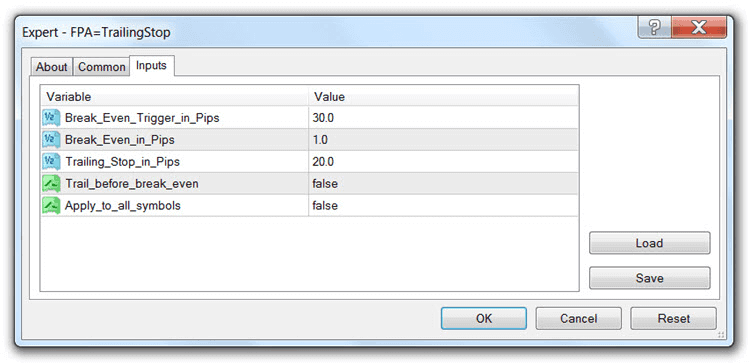 Expert - FPA=TrailingStop
About Common Inputs
Variable Value
Break_Even_Trigger_in_Pips 30.0
Break_Even_in_Pips 1.0
Trailing_Stop_in_Pips 20.0
Trail_before_break_even false
Apply_to_all_symbols false
Load
Save
OK Cancel Reset